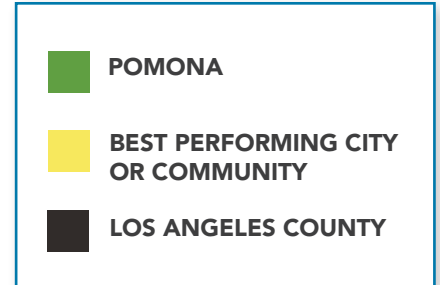 POMONA
BEST PERFORMING CITY
OR COMMUNITY
LOS ANGELES COUNTY